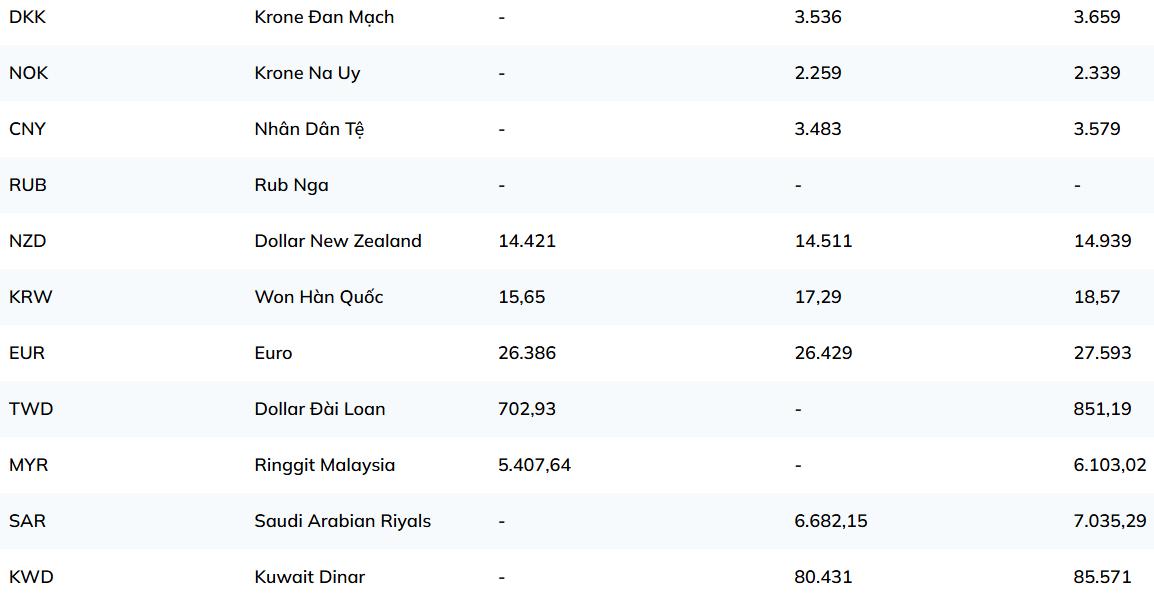 DKK Krone Đan Mạch - 3.536 3.659
NOK Krone Na Uy - 2.259 2.339
CNY Nhân Dân Tệ - 3.483 3.579
RUB Rub Nga - - -
NZD Dollar New Zealand 14.421 14.511 14.939
KRW Won Hàn Quốc 15,65 17,29 18,57
EUR Euro 26.386 26.429 27.593
TWD Dollar Đài Loan 702,93 - 851,19
MYR Ringgit Malaysia 5.407,64 - 6.103,02
SAR Saudi Arabian Riyals - 6.682,15 7.035,29
KWD Kuwait Dinar - 80.431 85.571